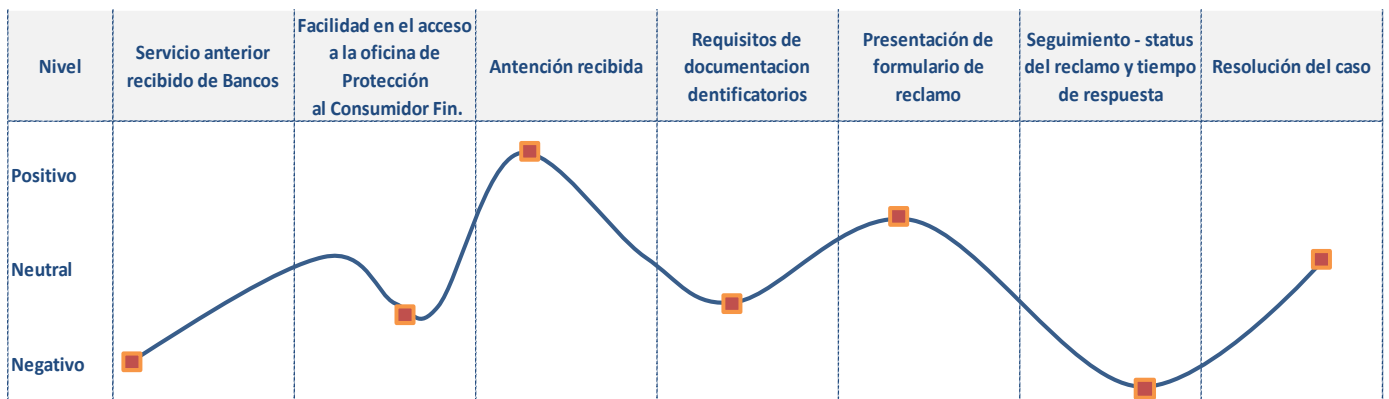 Nivel
Servicio anterior
recibido de Bancos
Facilidad en el acceso
a la oficina de
Protección
al Consumidor Fin.
Antención recibida
Requisitos de
documentacion
dentificatorios
Presentación de
formulario de
reclamo
Seguimiento - status
del reclamo y tiempo
de respuesta
Resolución del caso
Positivo
Neutral
Negativo